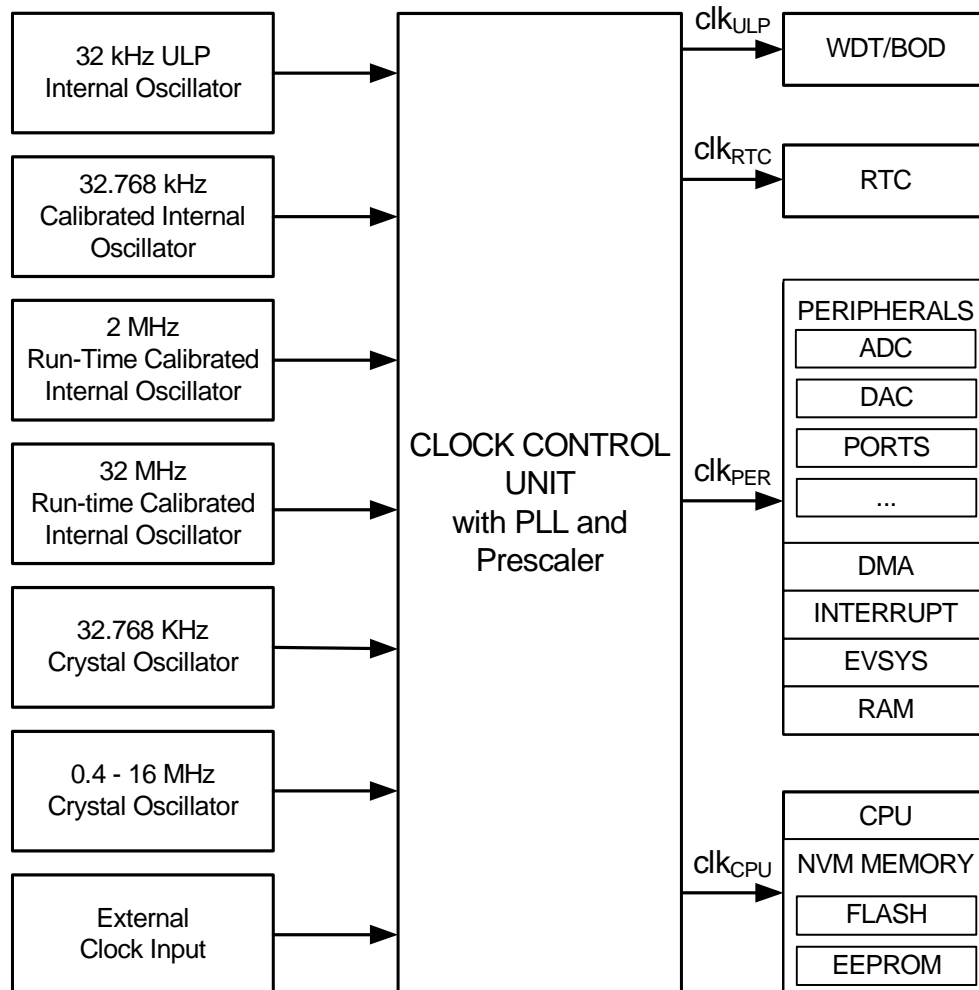 32 kHz ULP
Internal Oscillator
32.768 kHz
Calibrated Internal
Oscillator
2 MHz
Run-Time Calibrated
Internal Oscillator
32 MHz
Run-time Calibrated
Internal Oscillator
32.768 KHz
Crystal Oscillator
0.4 - 16 MHz
Crystal Oscillator
External
Clock Input
CLOCK CONTROL
UNIT
with PLL and
Prescaler
clkULP
WDT/BOD
clkRTC
RTC
clkPER
PERIPHERALS
ADC
DAC
PORTS
...
DMA
INTERRUPT
EVSYS
RAM
clkCPU
CPU
NVM MEMORY
FLASH
EEPROM